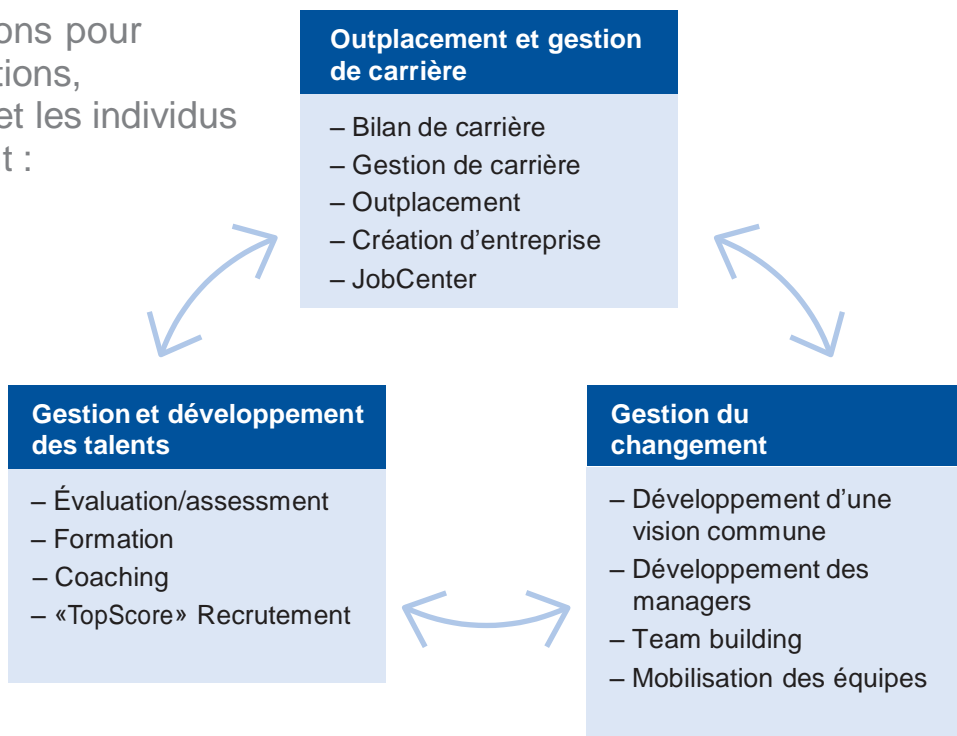 ons pour
tions,
et les individus
t :
Outplacement et gestion
de carrière
– Bilan de carrière
– Gestion de carrière
– Outplacement
– Création d'entreprise
– JobCenter
Gestion et développement
des talents
– Évaluation/assessment
– Formation
– Coaching
– «TopScore» Recrutement
Gestion du
changement
– Développement d'une
vision commune
– Développement des
managers
– Team building
– Mobilisation des équipes